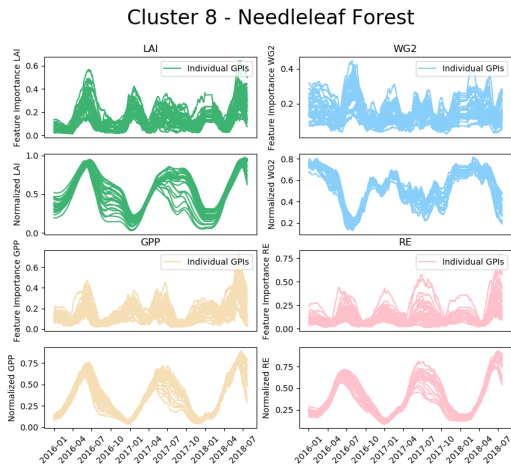 Cluster 8 - Needleleaf Forest
LAI
WG2
Feature Importance LAI
0.6
0.4
0.2
0.0
Individual GPIs
Feature Importance WG2
0.4
0.2
Individual GPIs
Normalized LAI
1.0
0.5
0.0
Normalized WG2
0.8
0.6
0.4
0.2
GPP
RE
Feature Importance GPP
0.6
0.4
0.2
0.0
Individual GPIs
Feature Importance RE
0.75
0.50
0.25
0.00
Individual GPIs
Normalized GPP
0.75
0.50
0.25
0.00
Normalized RE
0.75
0.50
0.25
2016-01 2016-04 2016-07 2016-10 2017-01 2017-04 2017-07 2017-10 2018-01 2018-04 2018-07
2016-01 2016-04 2016-07 2016-10 2017-01 2017-04 2017-07 2017-10 2018-01 2018-04 2018-07